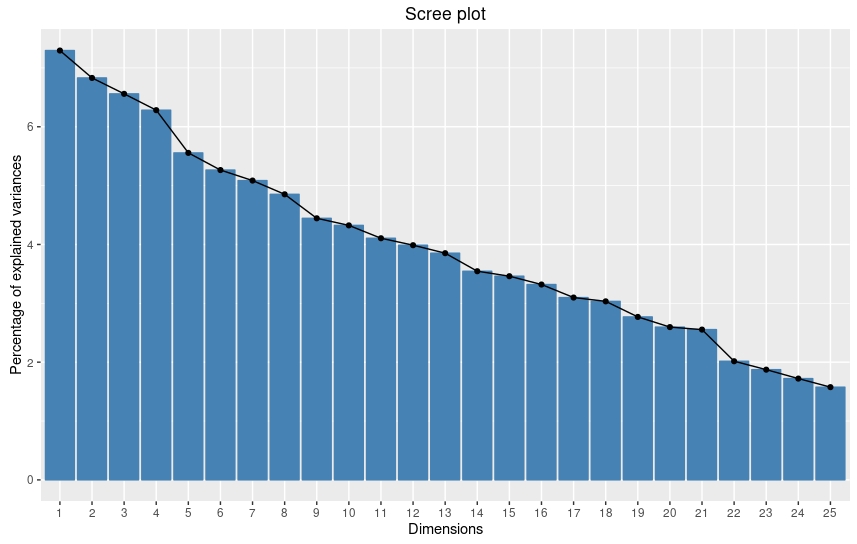 Scree plot
Percentage of explained variances
6
4
2
0
1 2 3 4 5 6 7 8 9 10 11 12 13 14 15 16 17 18 19 20 21 22 23 24 25
Dimensions